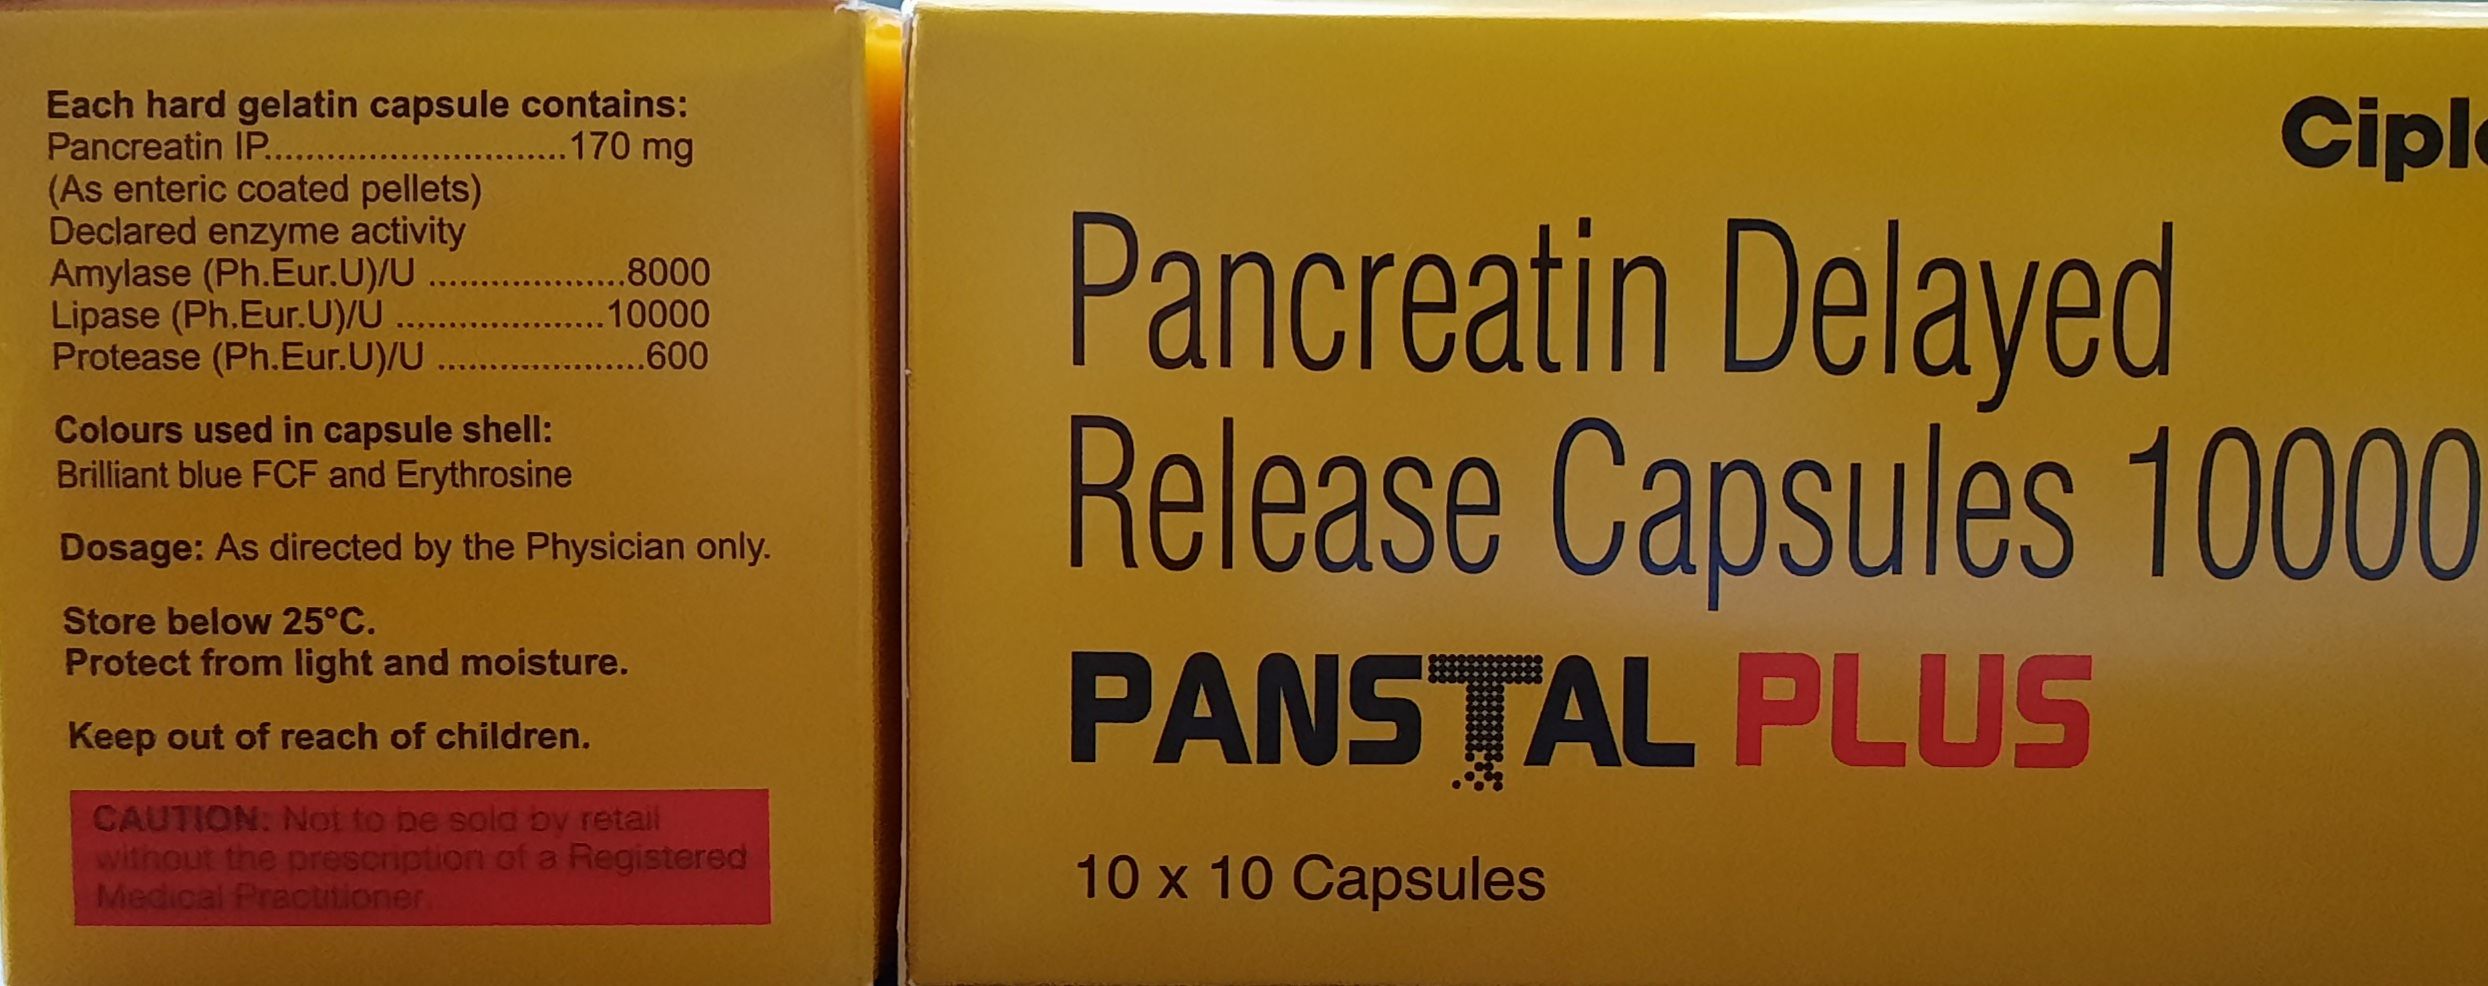 Each hard gelatin capsule contains:
Pancreatin IP..............................170 mg
(As enteric coated pellets)
Declared enzyme activity
Amylase (Ph.Eur.U)/U ....................8000
Lipase (Ph.Eur.U)/U .....................10000
Protease (Ph.Eur.U)/U .....................600
Colours used in capsule shell:
Brilliant blue FCF and Erythrosine
Dosage: As directed by the Physician only.
Store below 25°C.
Protect from light and moisture.
Keep out of reach of children.
CAUTION: Not to be sold by retail
without the prescription of a Registered
Medical Practitioner.
Pancreatin Delayed
Release Capsules 10000
PANSTAL PLUS
10 x 10 Capsules